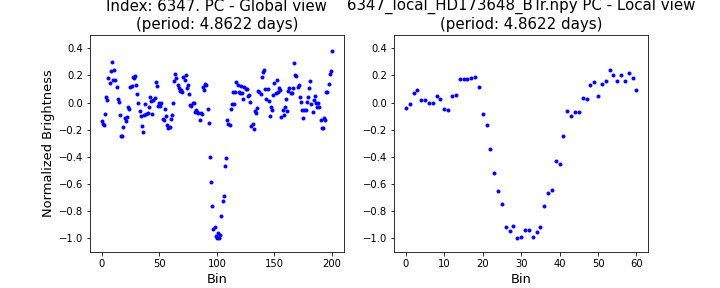 Index: 6347. PC - Global view
(period: 4.8622 days)
6347_local_HD173648_BTr.npy PC - Local view
(period: 4.8622 days)
Normalized Brightness
0.4
0.2
0.0
−0.2
−0.4
−0.6
−0.8
−1.0
0 50 100 150 200
Bin
0.4
0.2
0.0
−0.2
−0.4
−0.6
−0.8
−1.0
0 10 20 30 40 50 60
Bin